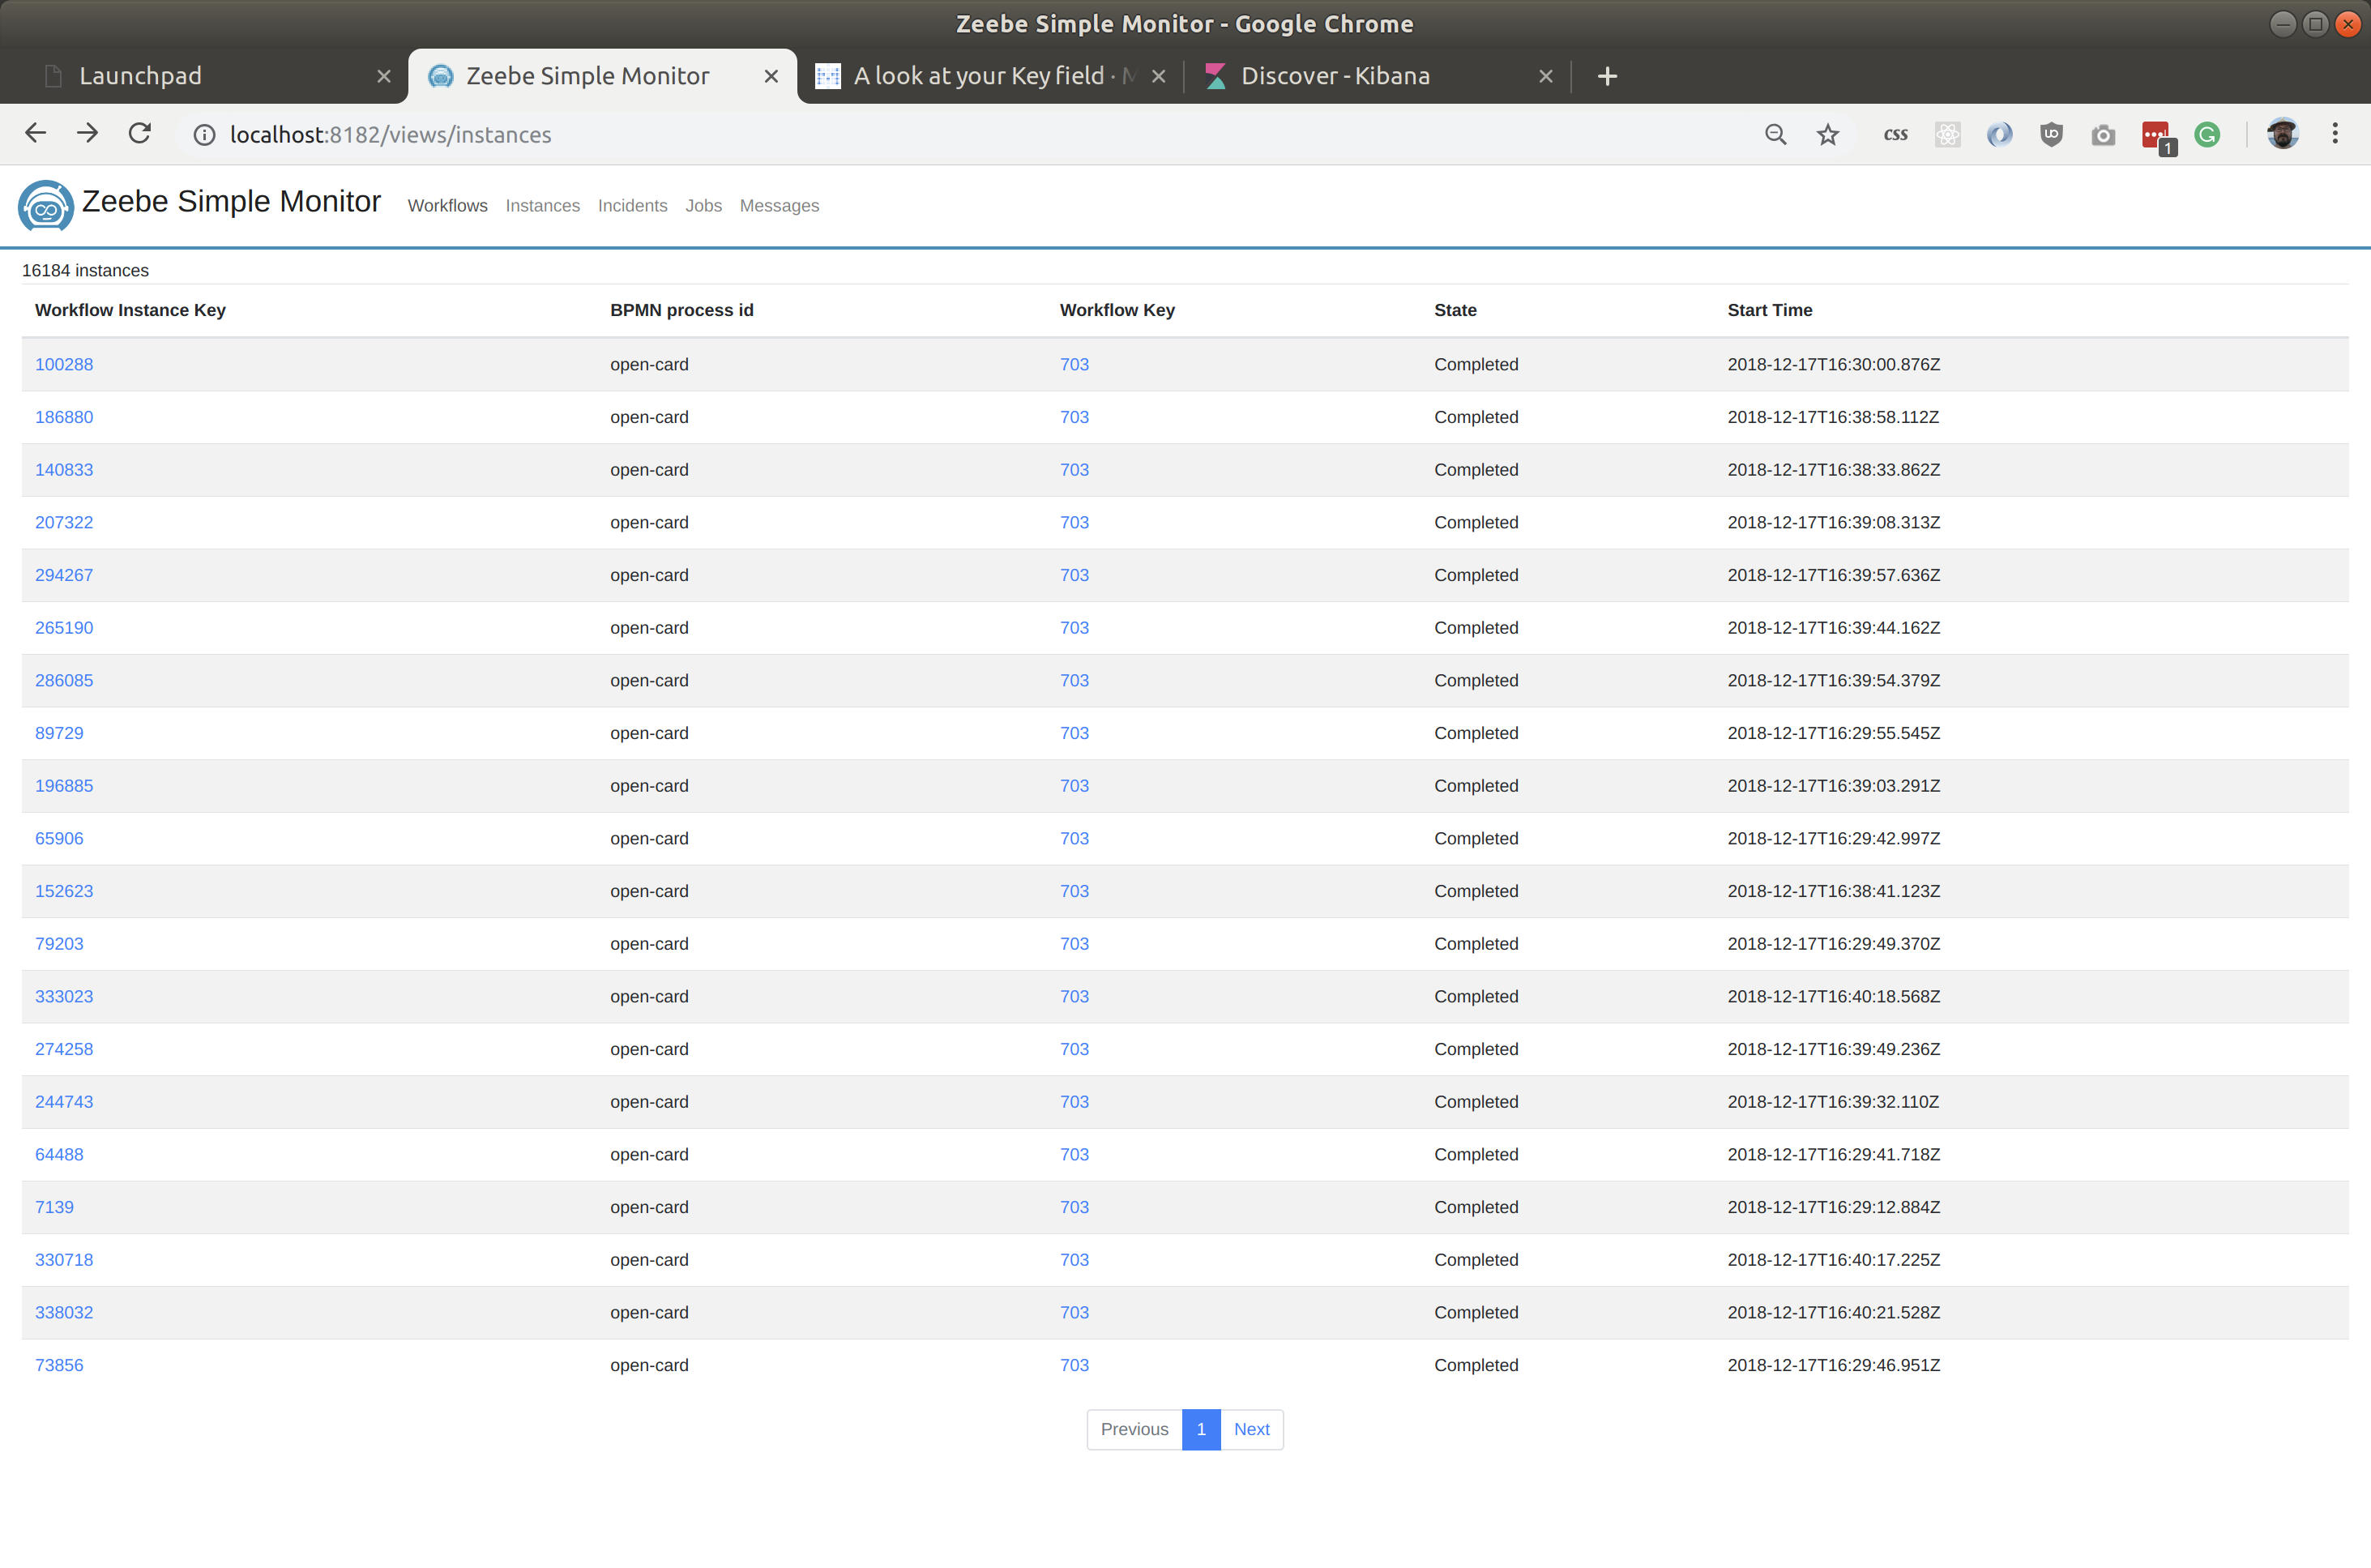 Zeebe Simple Monitor - Google Chrome
Launchpad
Zeebe Simple Monitor
A look at your Key field ·
Discover - Kibana
localhost:8182/views/instances
css
1
Zeebe Simple Monitor Workflows Instances Incidents Jobs Messages
16184 instances
Workflow Instance Key BPMN process id Workflow Key State Start Time
100288 open-card 703 Completed 2018-12-17T16:30:00.876Z
186880 open-card 703 Completed 2018-12-17T16:38:58.112Z
140833 open-card 703 Completed 2018-12-17T16:38:33.862Z
207322 open-card 703 Completed 2018-12-17T16:39:08.313Z
294267 open-card 703 Completed 2018-12-17T16:39:57.636Z
265190 open-card 703 Completed 2018-12-17T16:39:44.162Z
286085 open-card 703 Completed 2018-12-17T16:39:54.379Z
89729 open-card 703 Completed 2018-12-17T16:29:55.545Z
196885 open-card 703 Completed 2018-12-17T16:39:03.291Z
65906 open-card 703 Completed 2018-12-17T16:29:42.997Z
152623 open-card 703 Completed 2018-12-17T16:38:41.123Z
79203 open-card 703 Completed 2018-12-17T16:29:49.370Z
333023 open-card 703 Completed 2018-12-17T16:40:18.568Z
274258 open-card 703 Completed 2018-12-17T16:39:49.236Z
244743 open-card 703 Completed 2018-12-17T16:39:32.110Z
64488 open-card 703 Completed 2018-12-17T16:29:41.718Z
7139 open-card 703 Completed 2018-12-17T16:29:12.884Z
330718 open-card 703 Completed 2018-12-17T16:40:17.225Z
338032 open-card 703 Completed 2018-12-17T16:40:21.528Z
73856 open-card 703 Completed 2018-12-17T16:29:46.951Z
Previous 1 Next